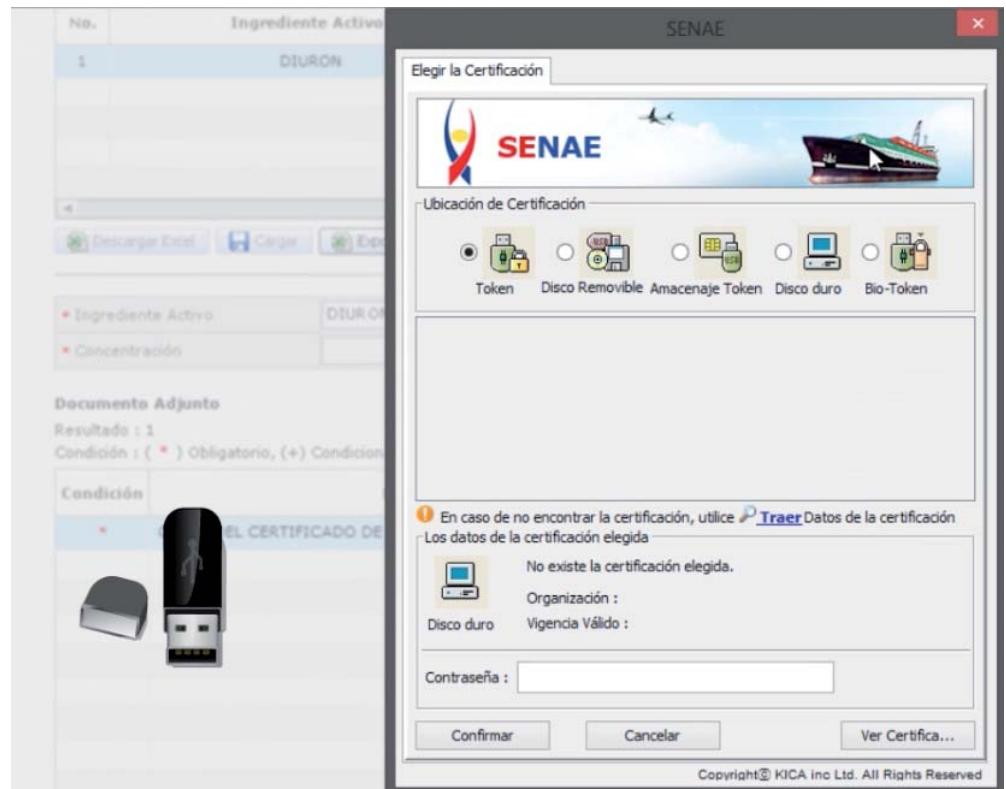 No. Ingrediente Activo
1 DIURON
Descargar Excel Cargar
* Ingrediente Activo DIURON
* Concentración
Documento Adjunto
Resultado : 1
Condición : ( * ) Obligatorio, (+) Condicion
Condición
* EL CERTIFICADO DE
SENAE
Elegir la Certificación
SENAE
Ubicación de Certificación
USB
USB
Token Disco Removible Amacenaje Token Disco duro Bio-Token
En caso de no encontrar la certificación, utilice Traer Datos de la certificación
Los datos de la certificación elegida
No existe la certificación elegida.
Organización :
Disco duro Vigencia Válido :
Contraseña :
Confirmar Cancelar Ver Certifica...
Copyright© KICA inc Ltd. All Rights Reserved